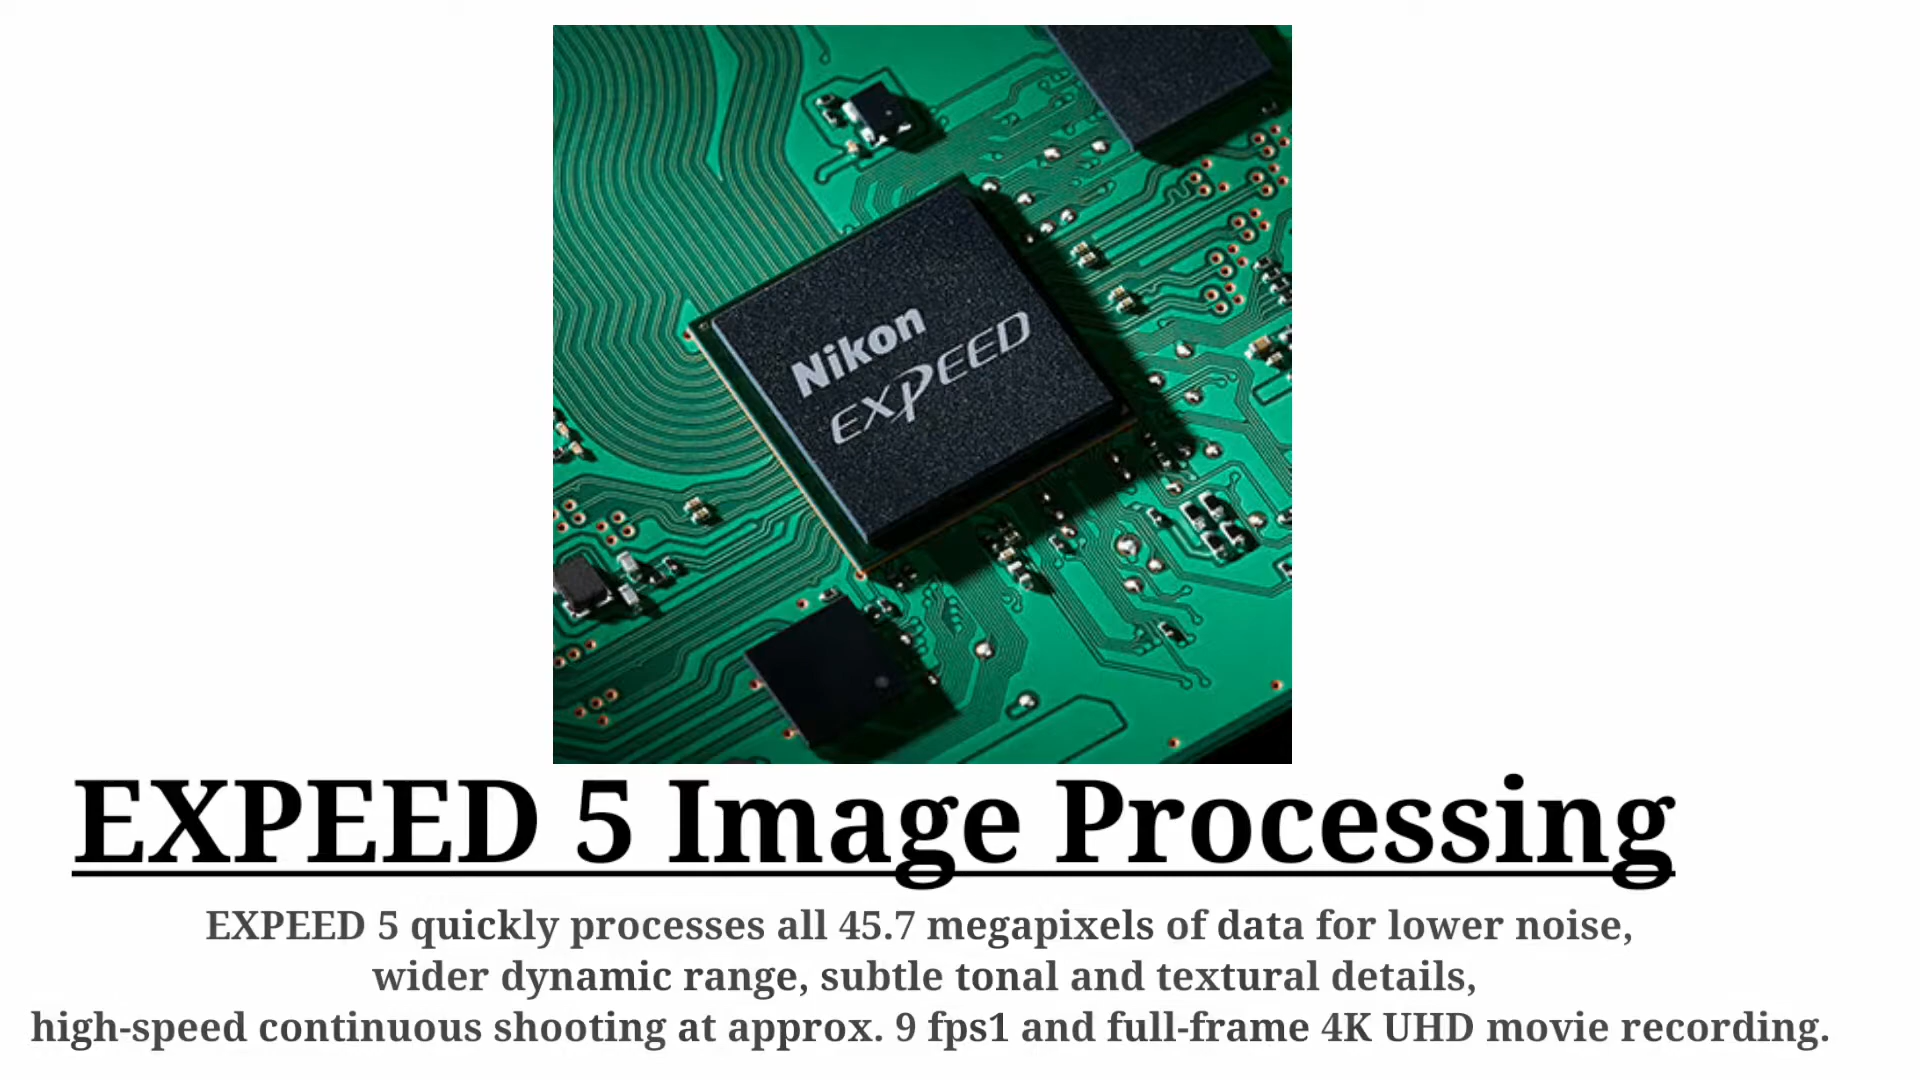 Nikon
EXPEED
EXPEED 5 Image Processing
EXPEED 5 quickly processes all 45.7 megapixels of data for lower noise,
wider dynamic range, subtle tonal and textural details,
high-speed continuous shooting at approx. 9 fps1 and full-frame 4K UHD movie recording.